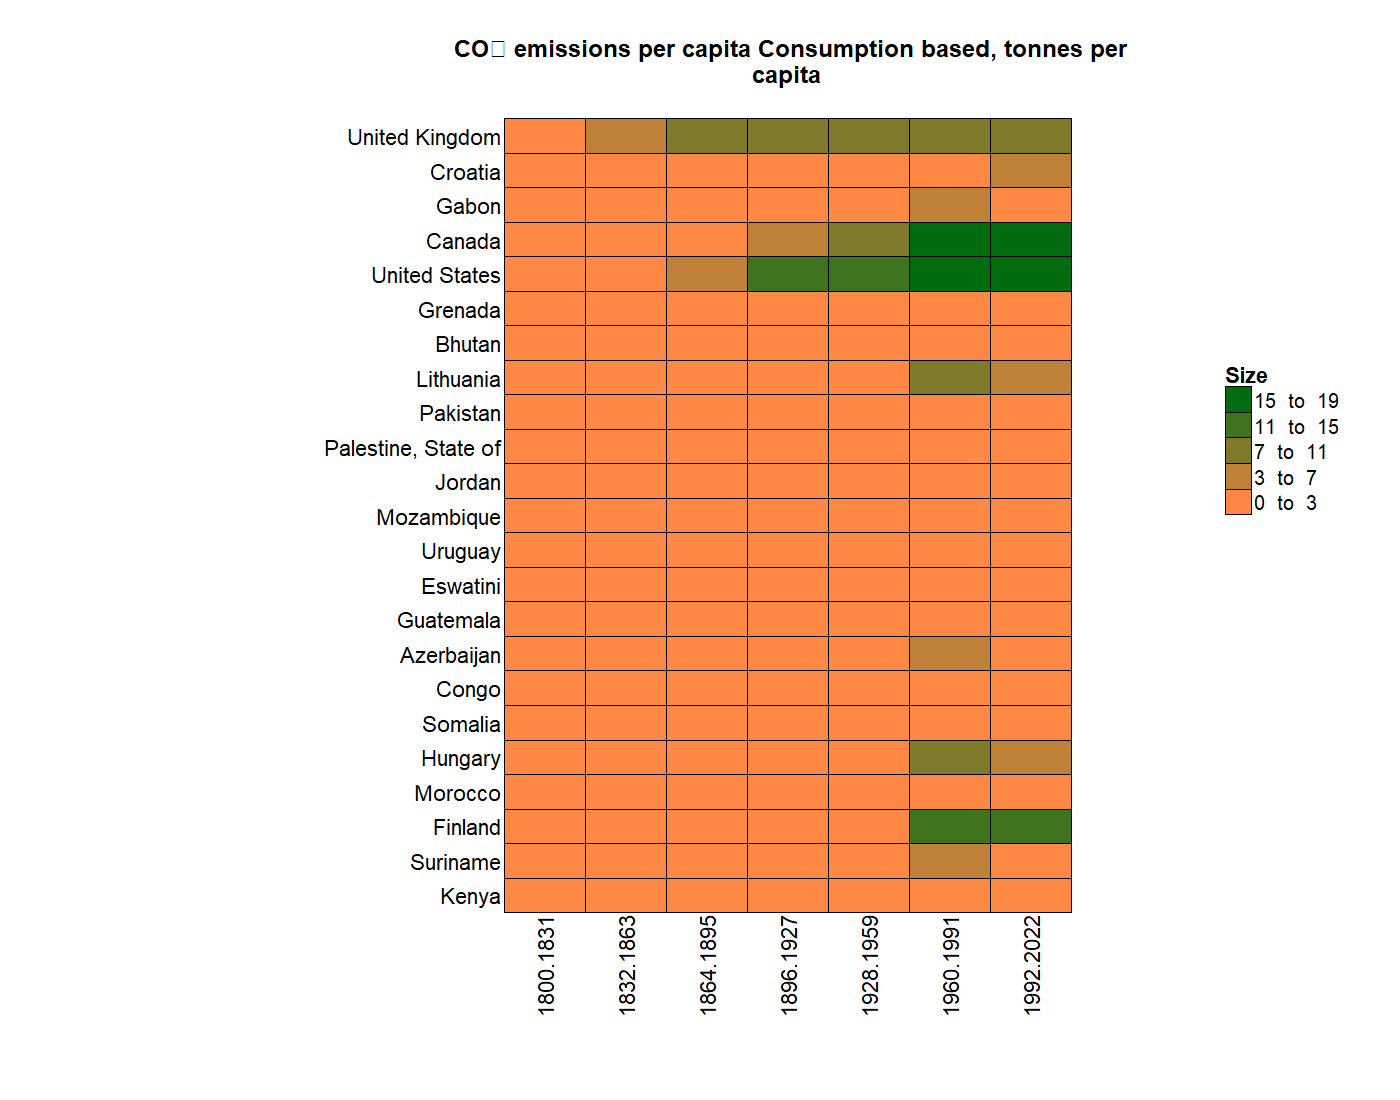 CO□ emissions per capita Consumption based, tonnes per
capita
United Kingdom
Croatia
Gabon
Canada
United States
Grenada
Bhutan
Lithuania
Pakistan
Palestine, State of
Jordan
Mozambique
Uruguay
Eswatini
Guatemala
Azerbaijan
Congo
Somalia
Hungary
Morocco
Finland
Suriname
Kenya
1800.1831
1832.1863
1864.1895
1896.1927
1928.1959
1960.1991
1992.2022
Size
15 to 19
11 to 15
7 to 11
3 to 7
0 to 3